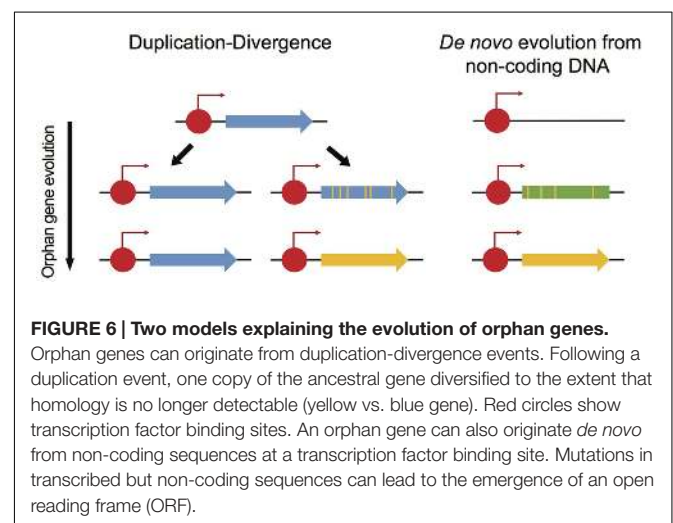 Duplication-Divergence
De novo evolution from
non-coding DNA
Orphan gene evolution
FIGURE 6 | Two models explaining the evolution of orphan genes.
Orphan genes can originate from duplication-divergence events. Following a
duplication event, one copy of the ancestral gene diversified to the extent that
homology is no longer detectable (yellow vs. blue gene). Red circles show
transcription factor binding sites. An orphan gene can also originate de novo
from non-coding sequences at a transcription factor binding site. Mutations in
transcribed but non-coding sequences can lead to the emergence of an open
reading frame (ORF).